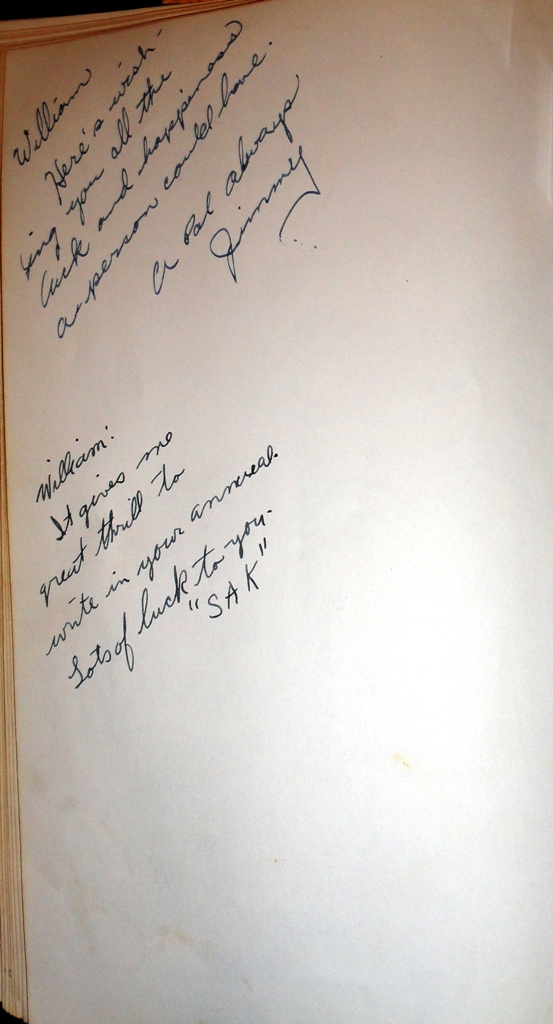 William
Here's wish-
ing you all the
luck and happiness
a person could have.
A Pal Always
Jimmy
William:
It gives me
great thrill to
write in your annueal.
Lots of luck to you.
"SAK"